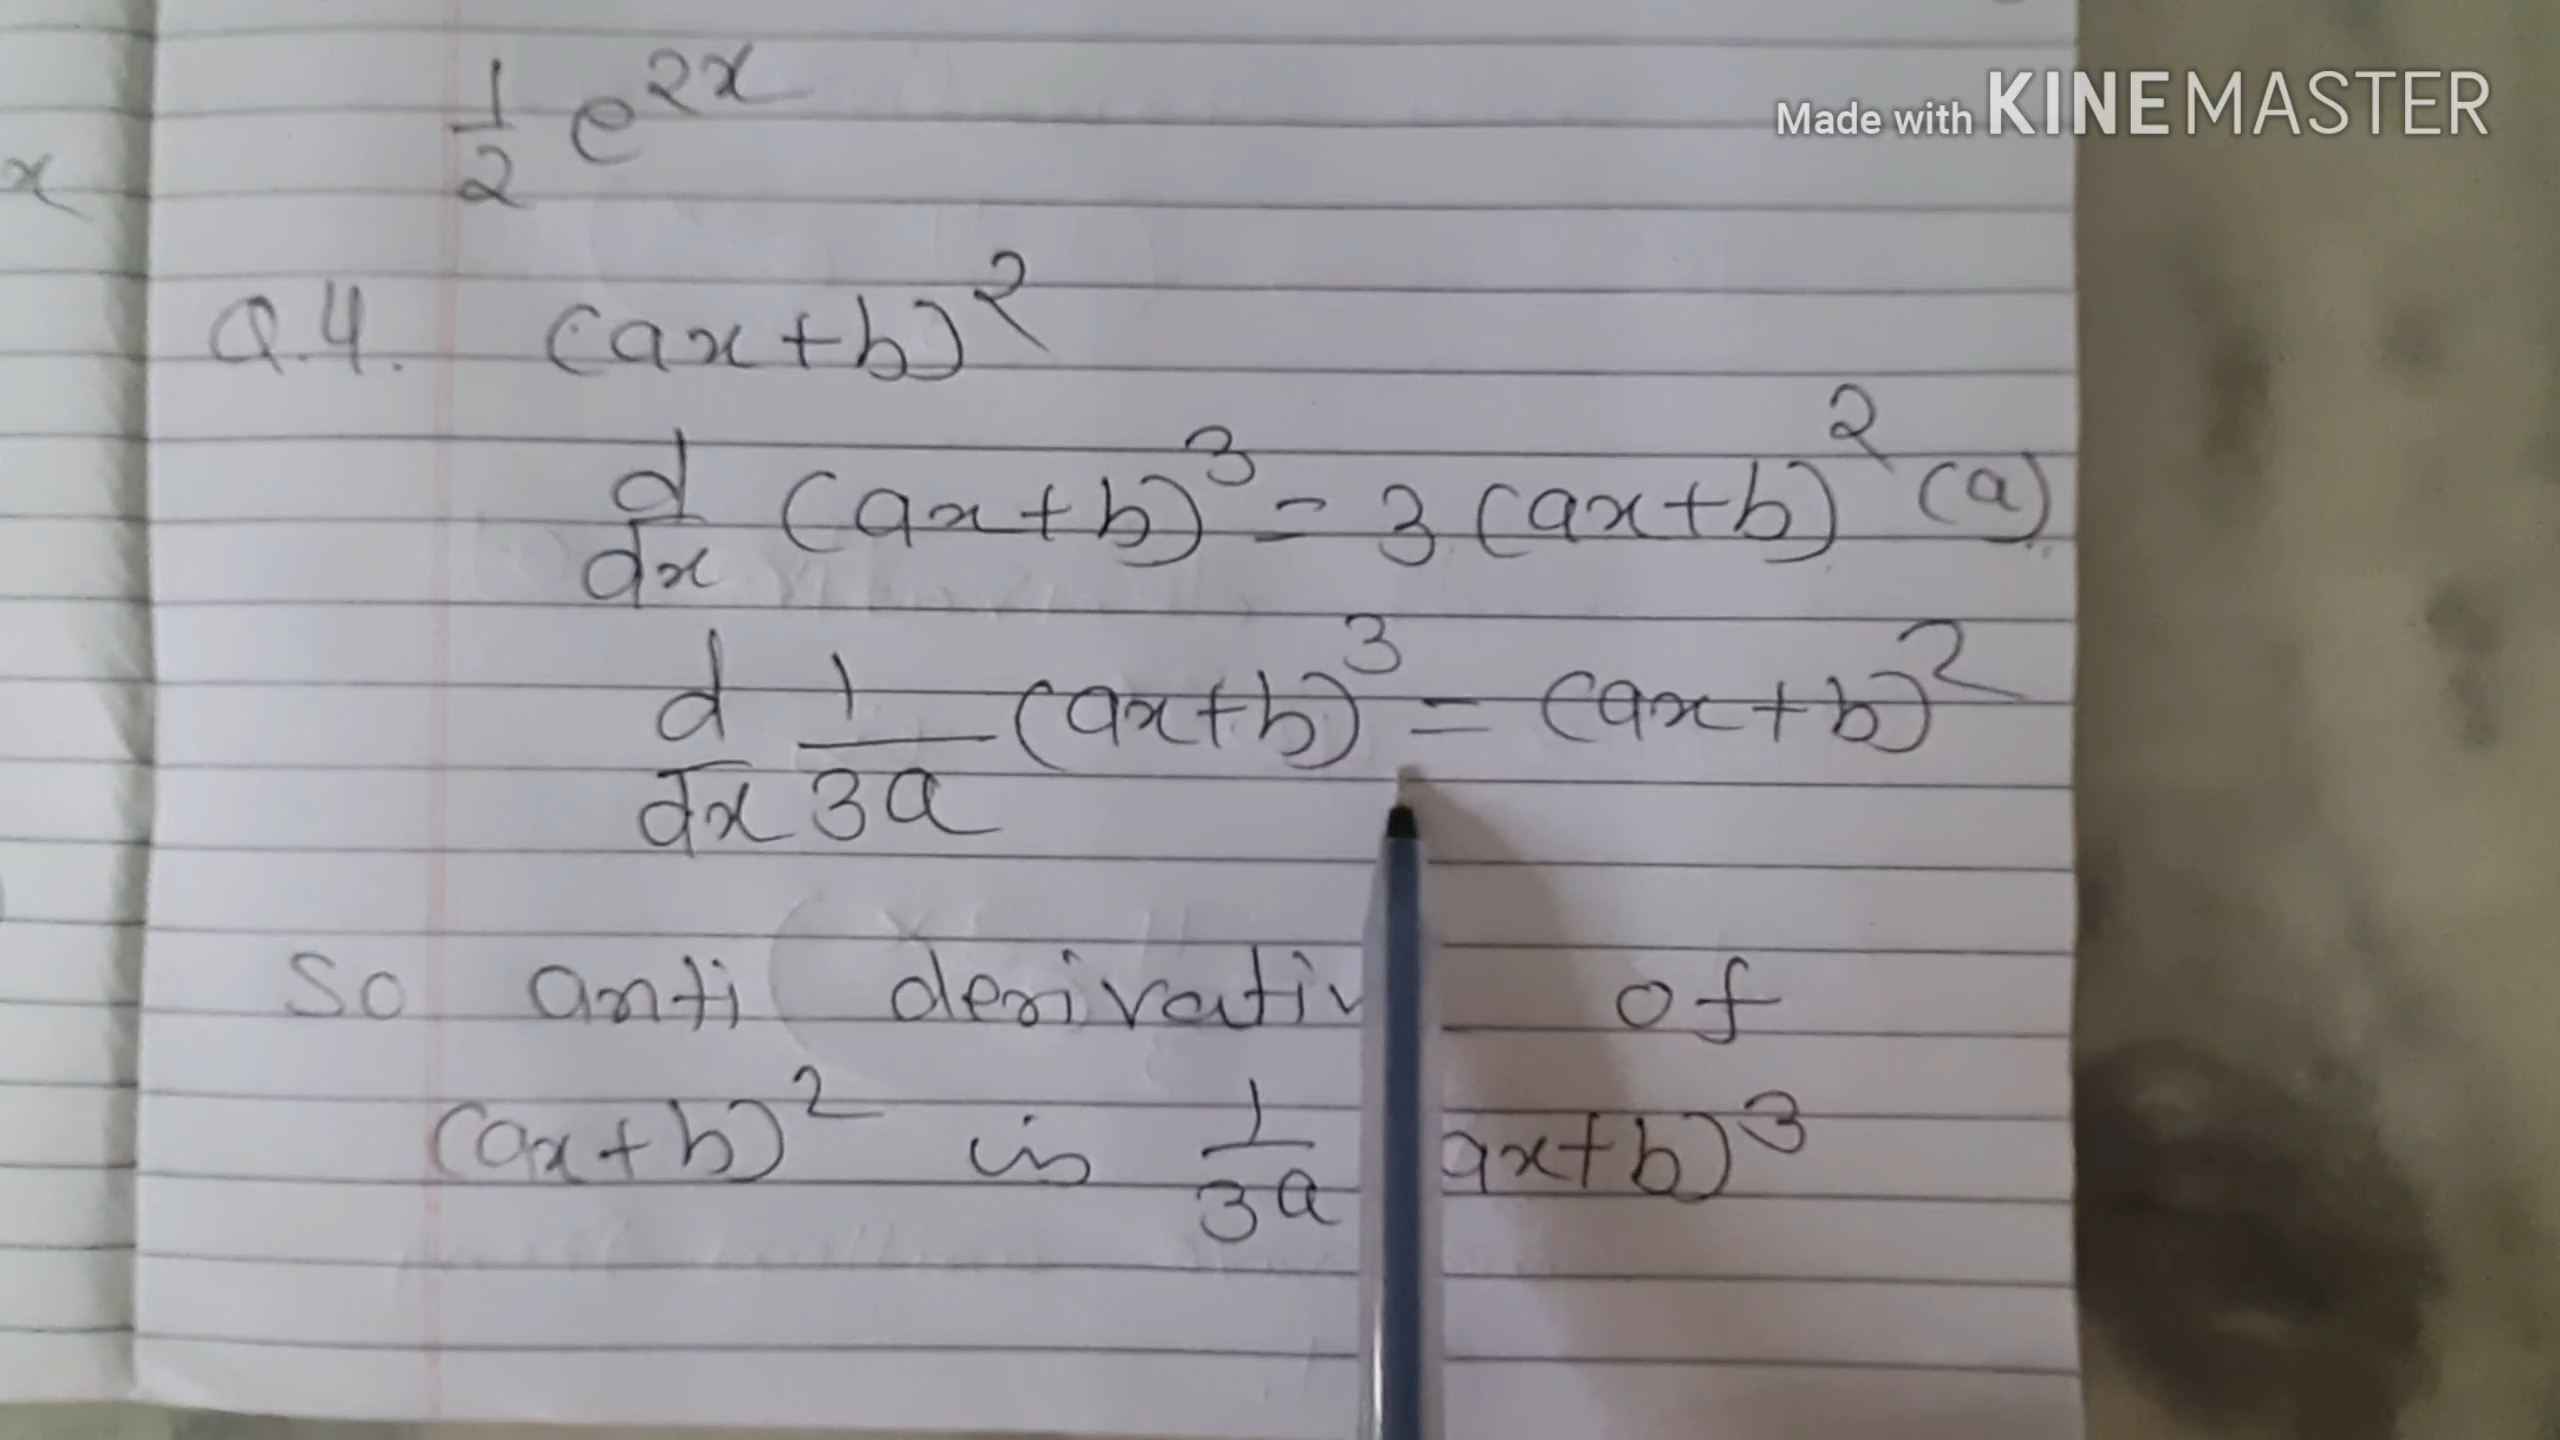 1/2 e^2x
Made with KINEMASTER
x
Q.4. (ax+b)^2
d/dx (ax+b)^3 = 3 (ax+b)^2 (a)
d/dx 1/3a (ax+b)^3 = (ax+b)^2
So anti derivativ of
(ax+b)^2 is 1/3a ax+b)^3